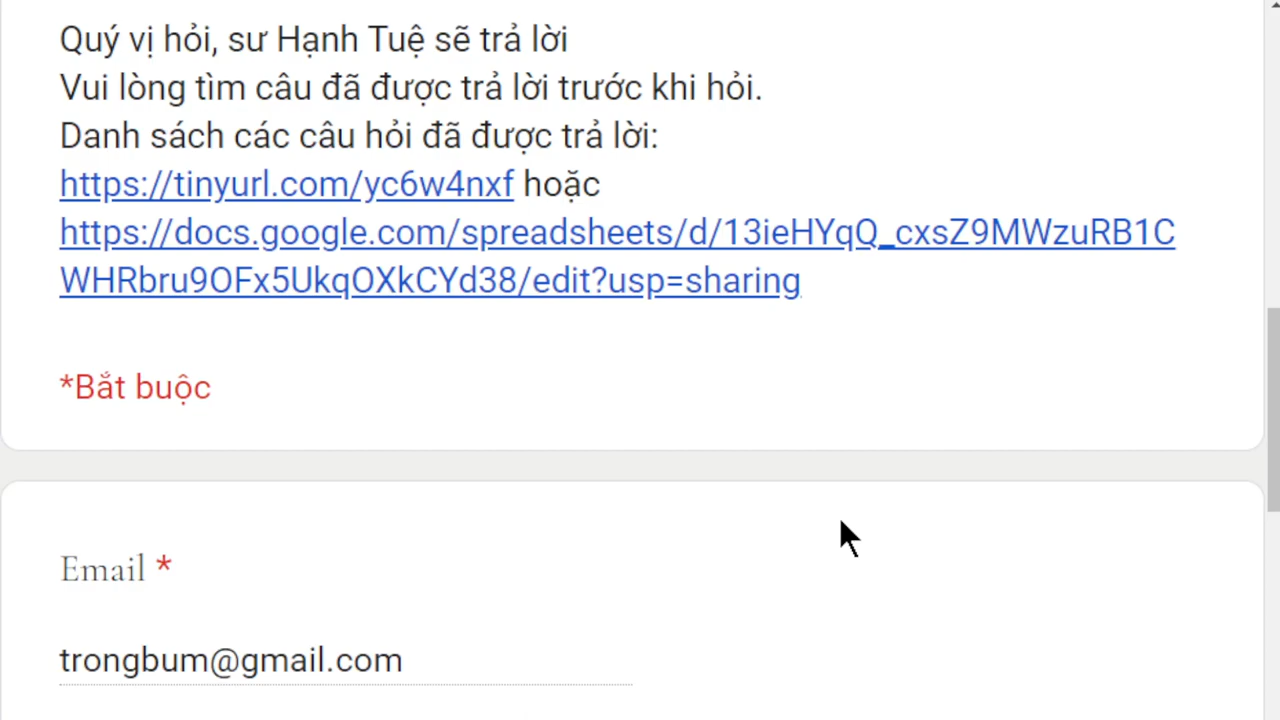 Quý vị hỏi, sư Hạnh Tuệ sẽ trả lời
Vui lòng tìm câu đã được trả lời trước khi hỏi.
Danh sách các câu hỏi đã được trả lời:
https://tinyurl.com/yc6w4nxf hoặc
https://docs.google.com/spreadsheets/d/13ieHYqQ_cxsZ9MWzuRB1C
WHRbru9OFx5UkqOXkCYd38/edit?usp=sharing
*Bắt buộc
Email *
trongbum@gmail.com